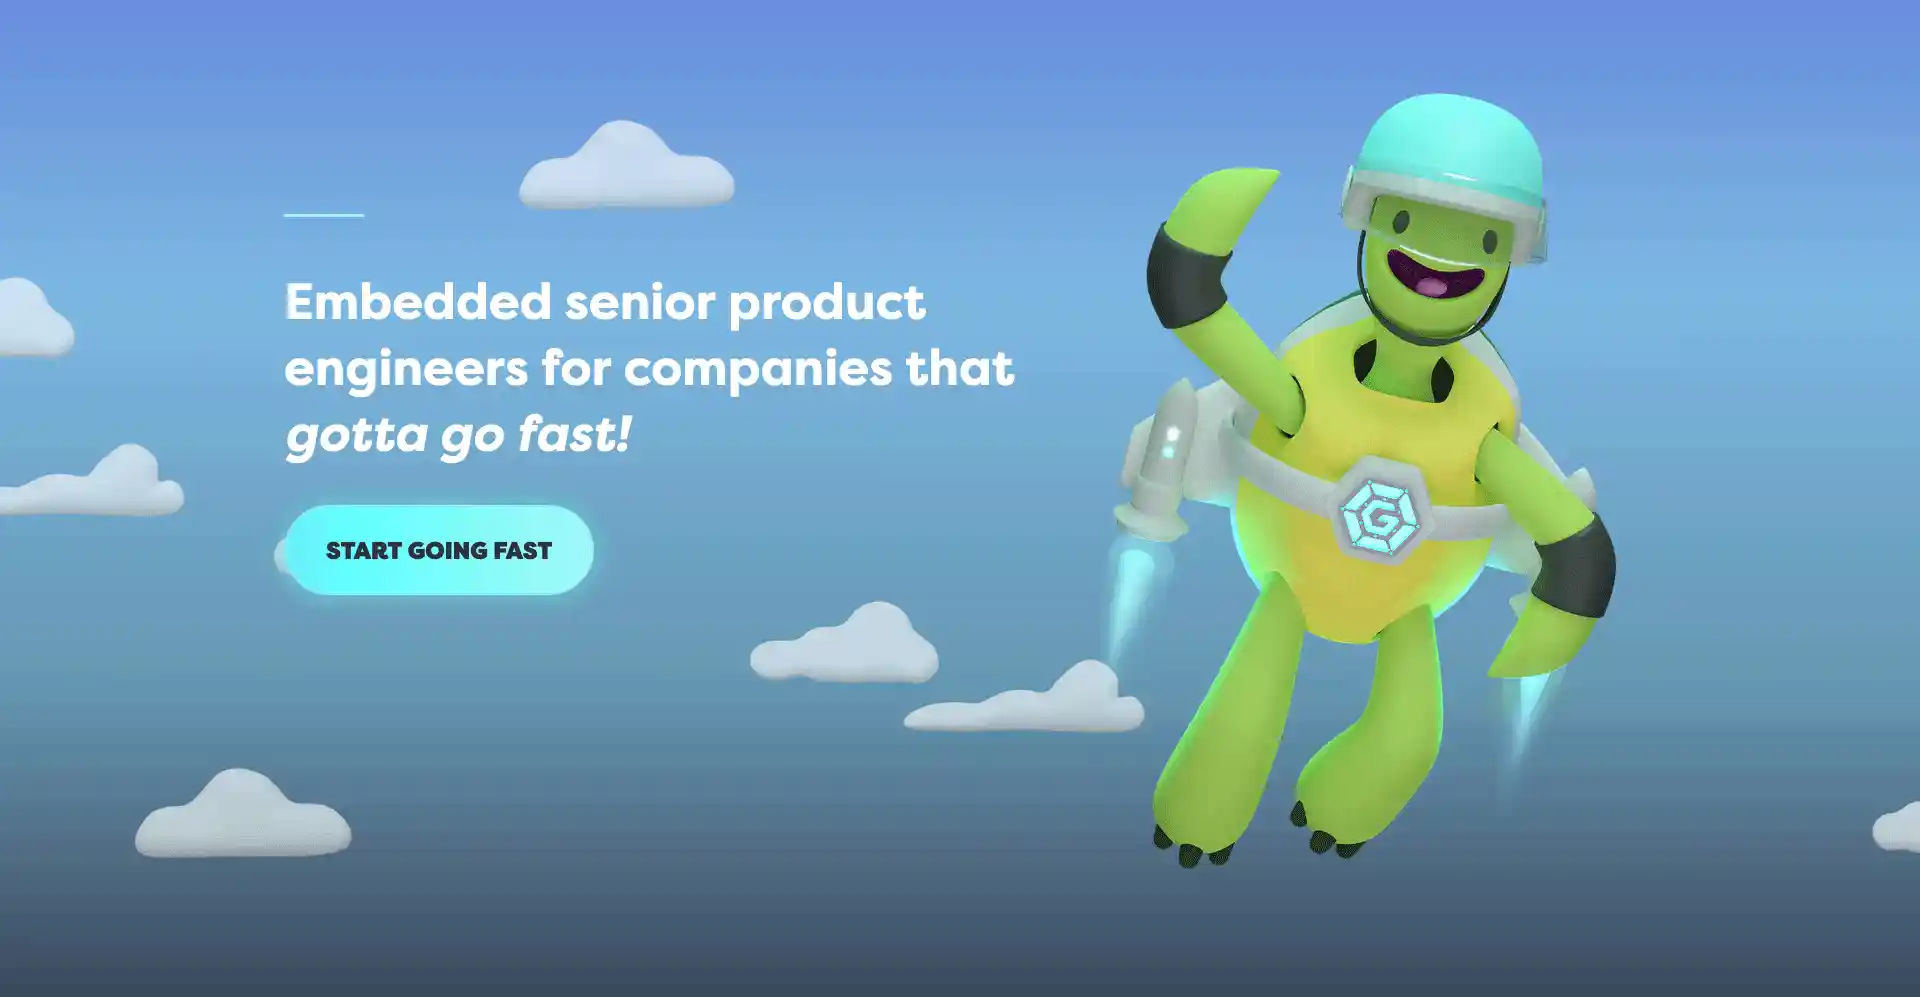 Embedded senior product
engineers for companies that
gotta go fast!
START GOING FAST
G